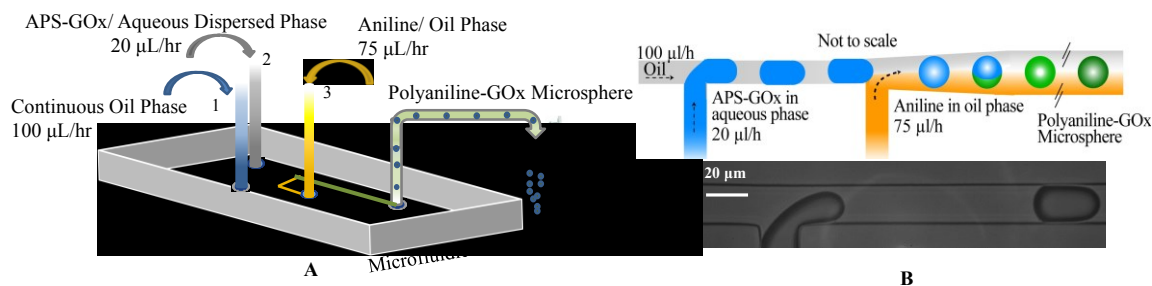 APS-GOx/ Aqueous Dispersed Phase
20 µL/hr
2
Aniline/ Oil Phase
75 µL/hr
3
Continuous Oil Phase
100 µL/hr
1
Polyaniline-GOx Microsphere
A
100 µl/h
Oil
Not to scale
APS-GOx in
aqueous phase
20 µl/h
Aniline in oil phase
75 µl/h
Polyaniline-GOx
Microsphere
20 µm
B